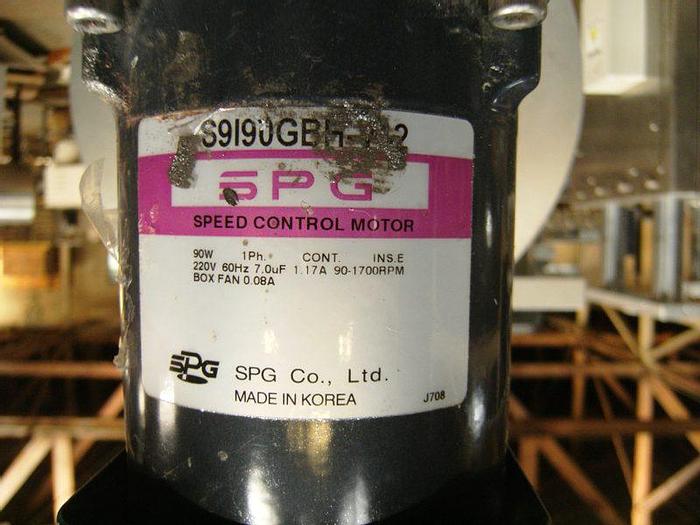 SPG
SPEED CONTROL MOTOR
90W 1Ph. CONT. INS.E
220V 60Hz 7.0uF 1.17A 90-1700RPM
BOX FAN 0.08A
SPG SPG Co., Ltd.
MADE IN KOREA J708